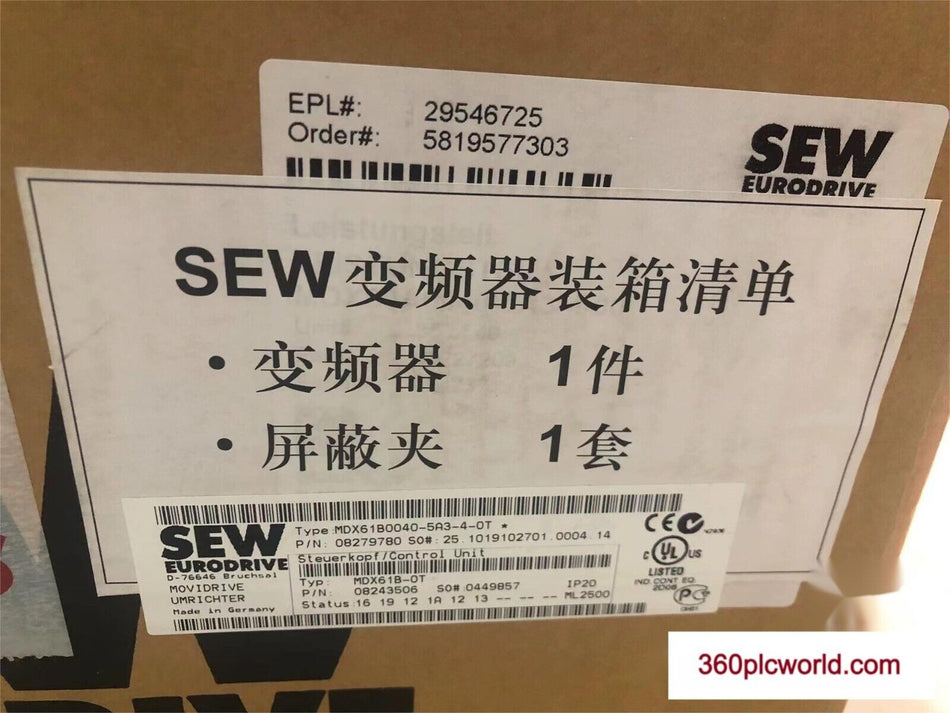 EPL#: 29546725
Order#: 5819577303
SEW
EURODRIVE
SEW变频器装箱清单
• 变频器 1件
• 屏蔽夹 1套
SEW
EURODRIVE
D-76646 Bruchsal
MOVIDRIVE
UMRICHTER
Made in Germany
Type:MDX61B0040-5A3-4-0T *
P/N: 08279780 SO#: 25.1019102701.0004.14
Steuerkopf/Control Unit
Typ: MDX61B-0T
P/N: 08243506 SO# 0449857 IP20
Status: 16 19 12 1A 12 13 -- -- -- ML2500
CE
C UL US
LISTED
IND.CONT.EQ.
360plcworld.com